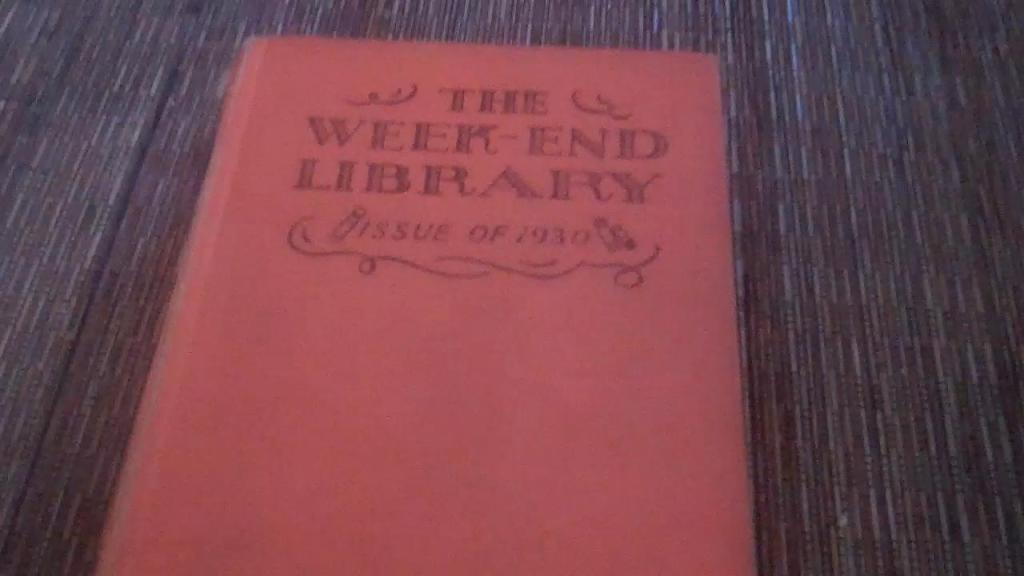 THE
WEEK-END
LIBRARY
ISSUE OF 1930